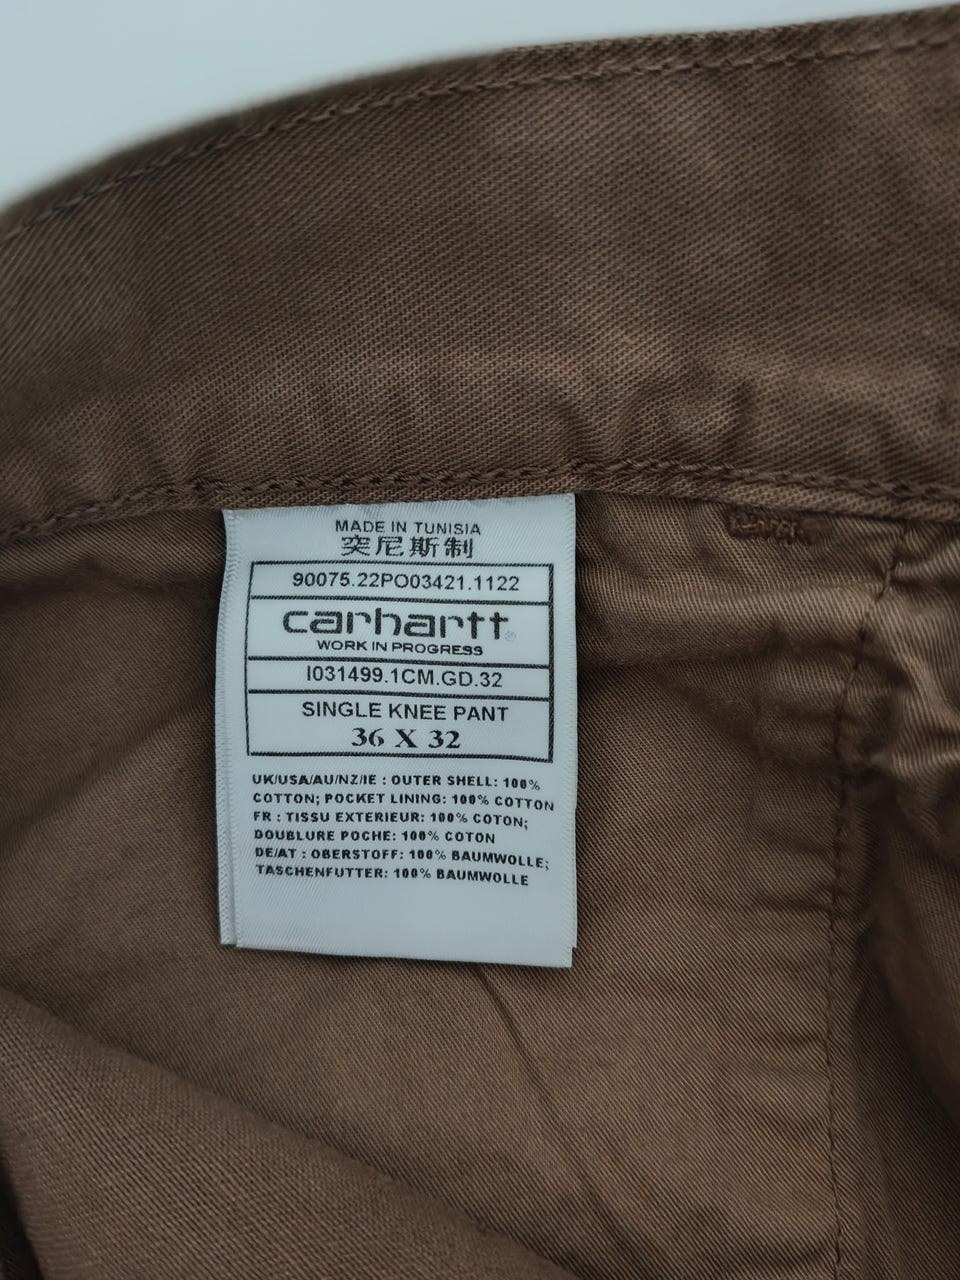 MADE IN TUNISIA
突尼斯制
90075.22PO03421.1122
carhartt®
WORK IN PROGRESS
I031499.1CM.GD.32
SINGLE KNEE PANT
36 X 32
UK/USA/AU/NZ/IE : OUTER SHELL: 100%
COTTON; POCKET LINING: 100% COTTON
FR : TISSU EXTERIEUR: 100% COTON;
DOUBLURE POCHE: 100% COTON
DE/AT : OBERSTOFF: 100% BAUMWOLLE;
TASCHENFUTTER: 100% BAUMWOLLE